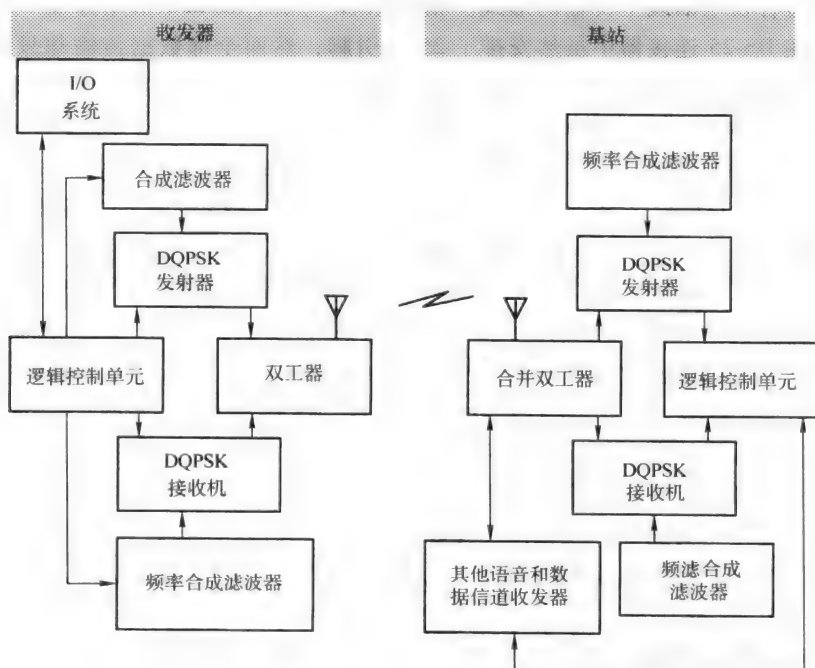 收发器
基站
I/O
系统
合成滤波器
DQPSK
发射器
逻辑控制单元
双工器
DQPSK
接收机
频率合成滤波器
频率合成滤波器
DQPSK
发射器
合并双工器
逻辑控制单元
DQPSK
接收机
其他语音和数
据信道收发器
频滤合成
滤波器